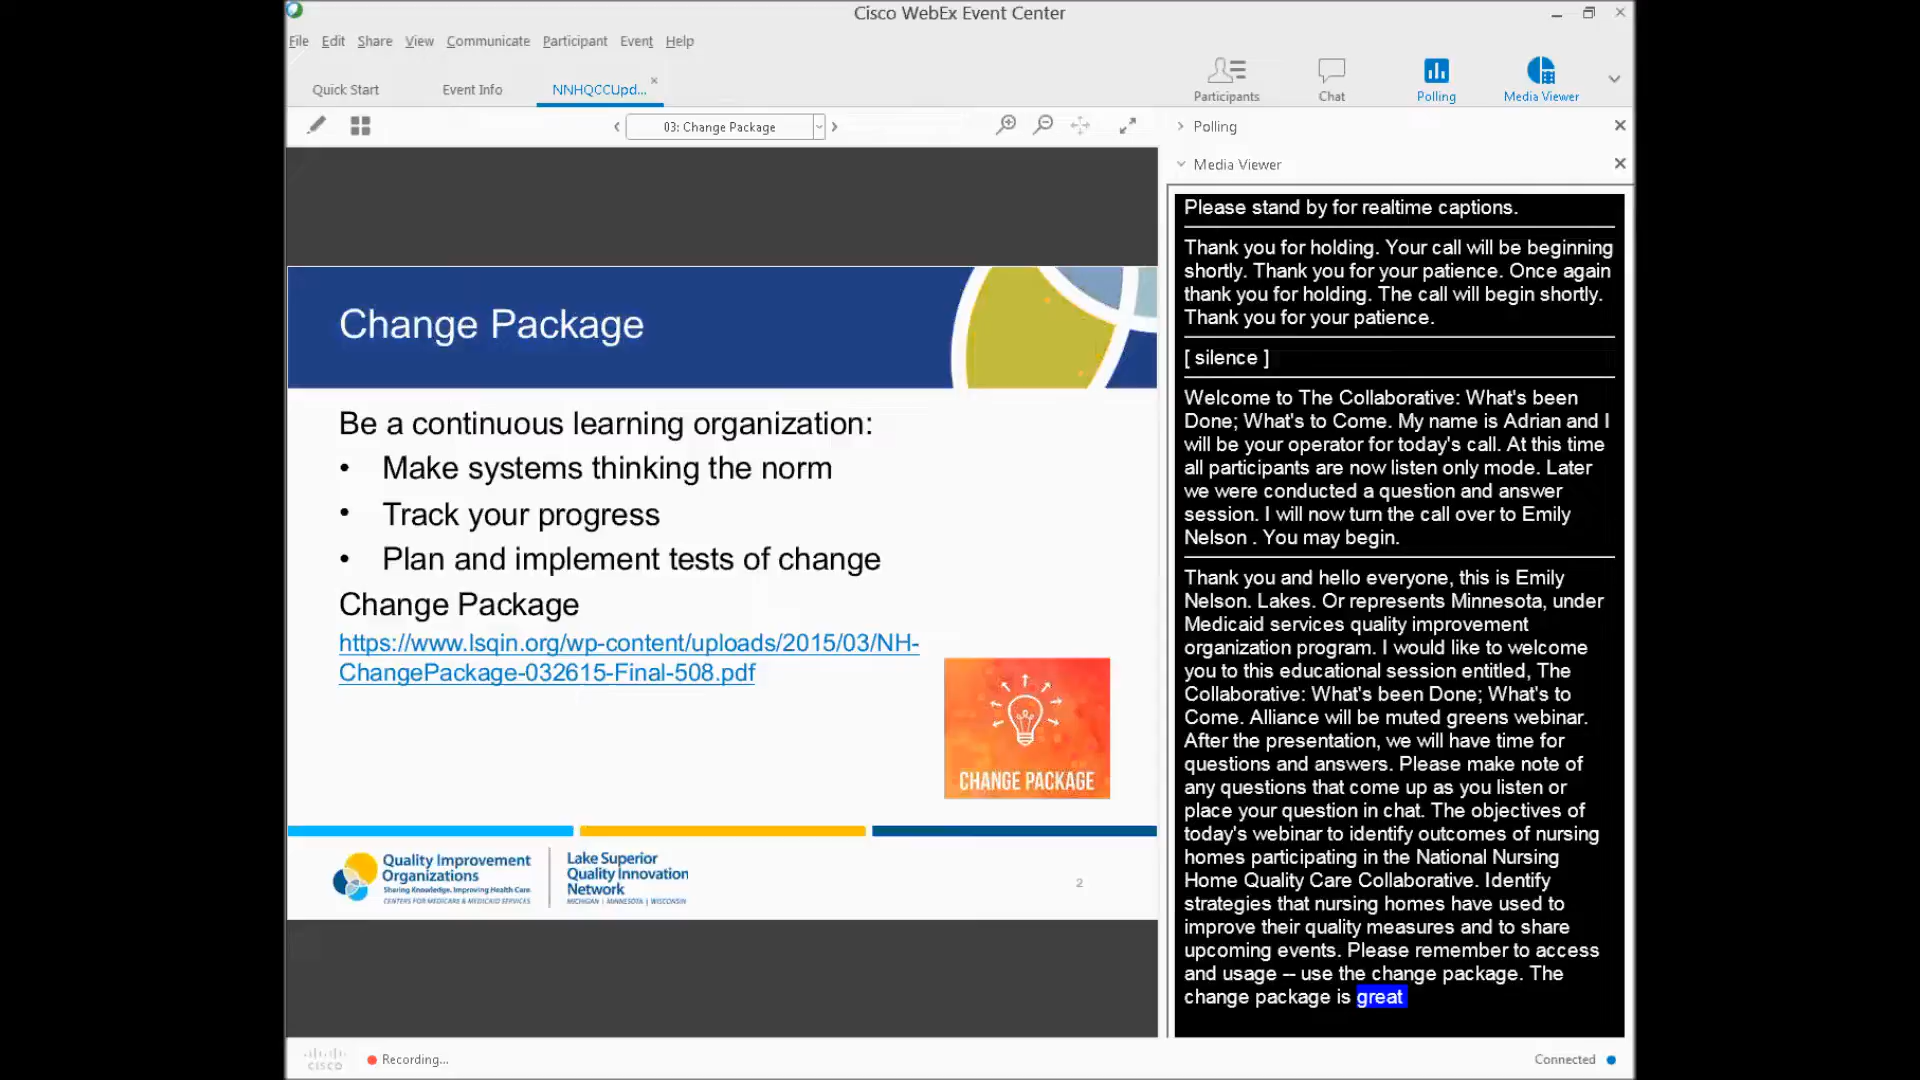 Cisco WebEx Event Center
File Edit Share View Communicate Participant Event Help
Quick Start Event Info NNHQCCUpd...
Participants Chat Polling Media Viewer
03: Change Package
Polling
Media Viewer
Change Package
Be a continuous learning organization:
• Make systems thinking the norm
• Track your progress
• Plan and implement tests of change
Change Package
https://www.lsqin.org/wp-content/uploads/2015/03/NH-
ChangePackage-032615-Final-508.pdf
CHANGE PACKAGE
Quality Improvement
Organizations
Sharing Knowledge. Improving Health Care.
CENTERS FOR MEDICARE & MEDICAID SERVICES
Lake Superior
Quality Innovation
Network
MICHIGAN | MINNESOTA | WISCONSIN
2
Please stand by for realtime captions.
Thank you for holding. Your call will be beginning
shortly. Thank you for your patience. Once again
thank you for holding. The call will begin shortly.
Thank you for your patience.
[ silence ]
Welcome to The Collaborative: What's been
Done; What's to Come. My name is Adrian and I
will be your operator for today's call. At this time
all participants are now listen only mode. Later
we were conducted a question and answer
session. I will now turn the call over to Emily
Nelson . You may begin.
Thank you and hello everyone, this is Emily
Nelson. Lakes. Or represents Minnesota, under
Medicaid services quality improvement
organization program. I would like to welcome
you to this educational session entitled, The
Collaborative: What's been Done; What's to
Come. Alliance will be muted greens webinar.
After the presentation, we will have time for
questions and answers. Please make note of
any questions that come up as you listen or
place your question in chat. The objectives of
today's webinar to identify outcomes of nursing
homes participating in the National Nursing
Home Quality Care Collaborative. Identify
strategies that nursing homes have used to
improve their quality measures and to share
upcoming events. Please remember to access
and usage -- use the change package. The
change package is great
CISCO
Recording...
Connected